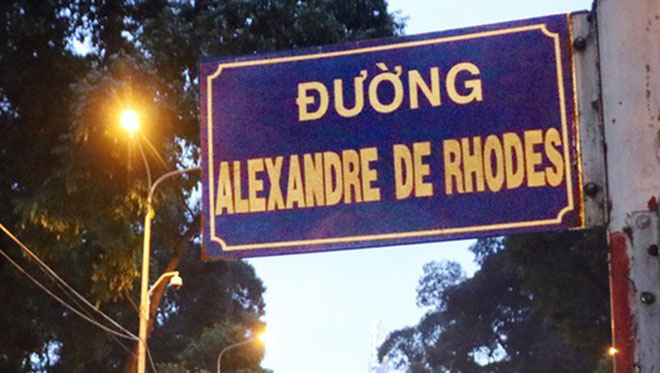 ĐƯỜNG
ALEXANDRE DE RHODES